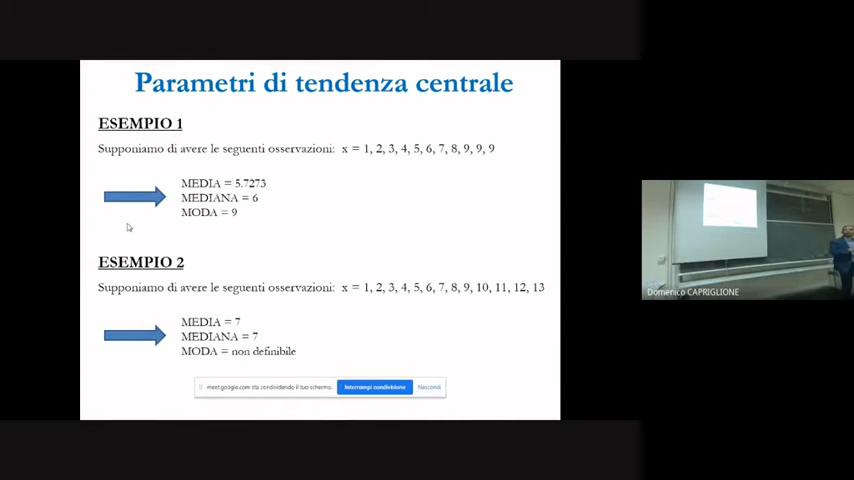 Parametri di tendenza centrale
ESEMPIO 1
Supponiamo di avere le seguenti osservazioni: x = 1, 2, 3, 4, 5, 6, 7, 8, 9, 9, 9
MEDIA = 5.7273
MEDIANA = 6
MODA = 9
ESEMPIO 2
Supponiamo di avere le seguenti osservazioni: x = 1, 2, 3, 4, 5, 6, 7, 8, 9, 10, 11, 12, 13
MEDIA = 7
MEDIANA = 7
MODA = non definibile
meet.google.com sta condividendo il tuo schermo. Interrompi condivisione Nascondi
Domenico CAPRIGLIONE